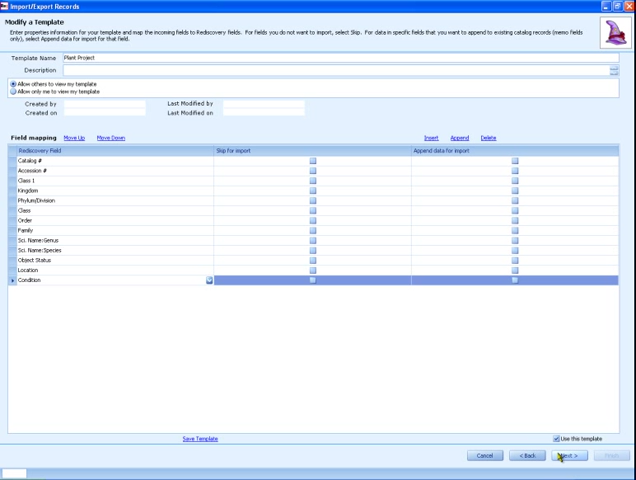 Import/Export Records
Modify a Template
Enter properties information for your template and map the incoming fields to Rediscovery fields. For fields you do not want to import, select Skip. For data in specific fields that you want to append to existing catalog records (memo fields
only), select Append data for import for that field.
Template Name Plant Project
Description
Allow others to view my template
Allow only me to view my template
Created by Last Modified by
Created on Last Modified on
Field mapping Move Up Move Down Insert Append Delete
Rediscovery Field Skip for import Append data for import
Catalog #
Accession #
Class 1
Kingdom
Phylum/Division
Class
Order
Family
Sci. Name:Genus
Sci. Name:Species
Object Status
Location
Condition
Save Template Use this template
Cancel < Back Next > Finish